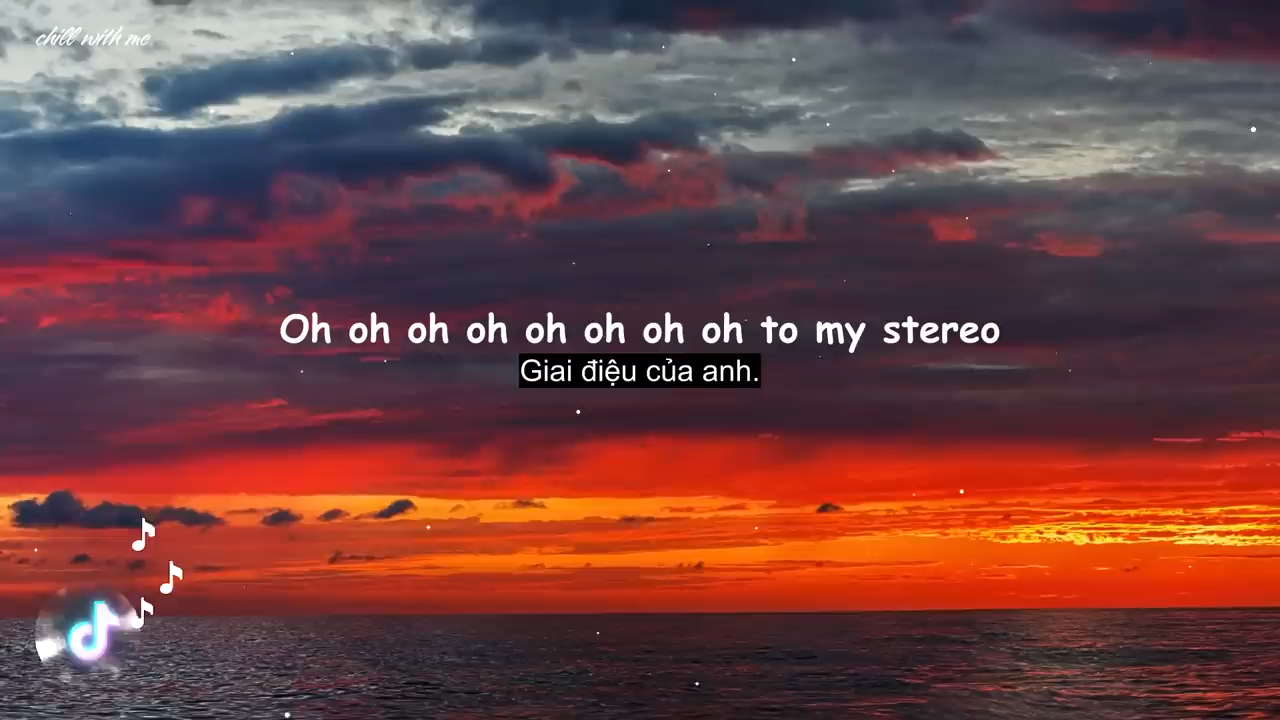 chill with me
Oh oh oh oh oh oh oh oh to my stereo
Giai điệu của anh.